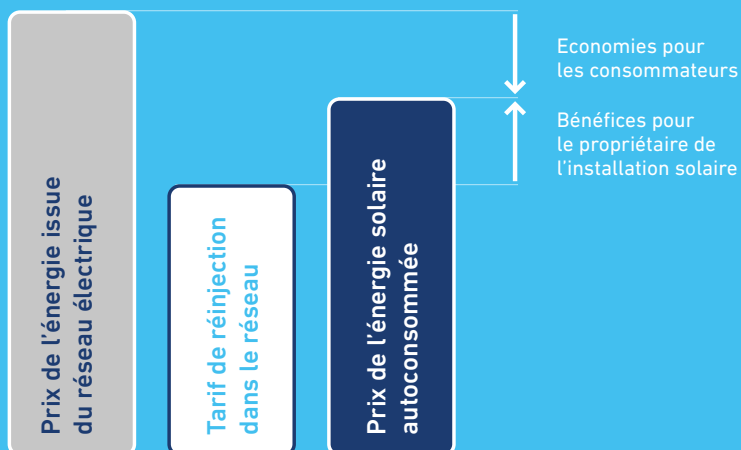 Economies pour
les consommateurs
Bénéfices pour
le propriétaire de
l'installation solaire
Prix de l'énergie issue
du réseau électrique
Tarif de réinjection
dans le réseau
Prix de l'énergie solaire
autoconsommée